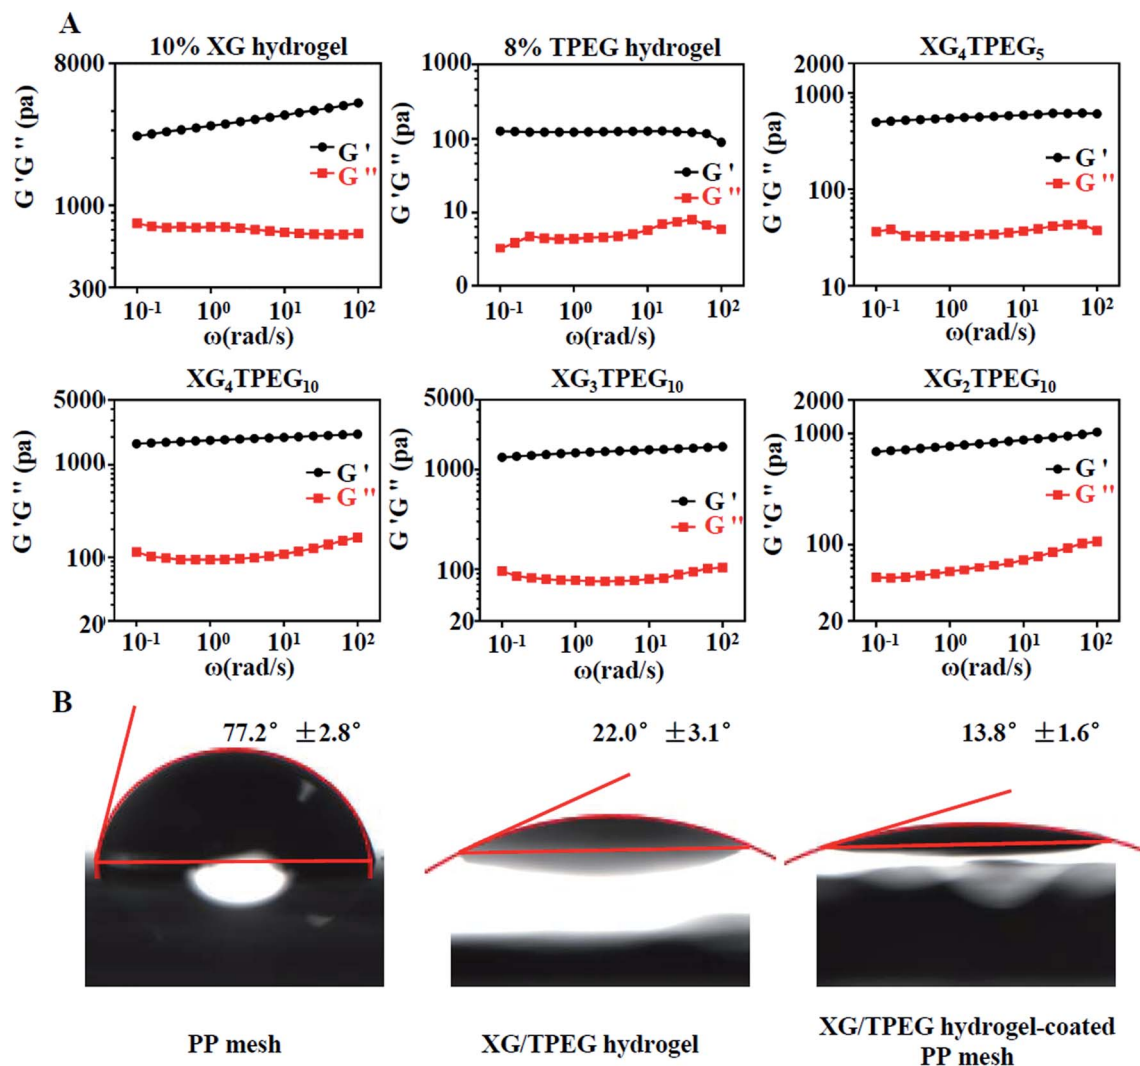 A
10% XG hydrogel
8000
1000
300
G 'G '' (pa)
G '
G ''
10⁻¹ 10⁰ 10¹ 10²
ω(rad/s)
8% TPEG hydrogel
1000
100
10
0
G 'G '' (pa)
G '
G ''
10⁻¹ 10⁰ 10¹ 10²
ω(rad/s)
XG₄TPEG₅
2000
1000
100
10
G 'G '' (pa)
G '
G ''
10⁻¹ 10⁰ 10¹ 10²
ω(rad/s)
XG₄TPEG₁₀
5000
1000
100
20
G 'G '' (pa)
G '
G ''
10⁻¹ 10⁰ 10¹ 10²
ω(rad/s)
XG₃TPEG₁₀
5000
1000
100
20
G 'G '' (pa)
G '
G ''
10⁻¹ 10⁰ 10¹ 10²
ω(rad/s)
XG₂TPEG₁₀
2000
1000
100
20
G 'G '' (pa)
G '
G ''
10⁻¹ 10⁰ 10¹ 10²
ω(rad/s)
B
77.2° ±2.8°
22.0° ±3.1°
13.8° ±1.6°
PP mesh
XG/TPEG hydrogel
XG/TPEG hydrogel-coated
PP mesh